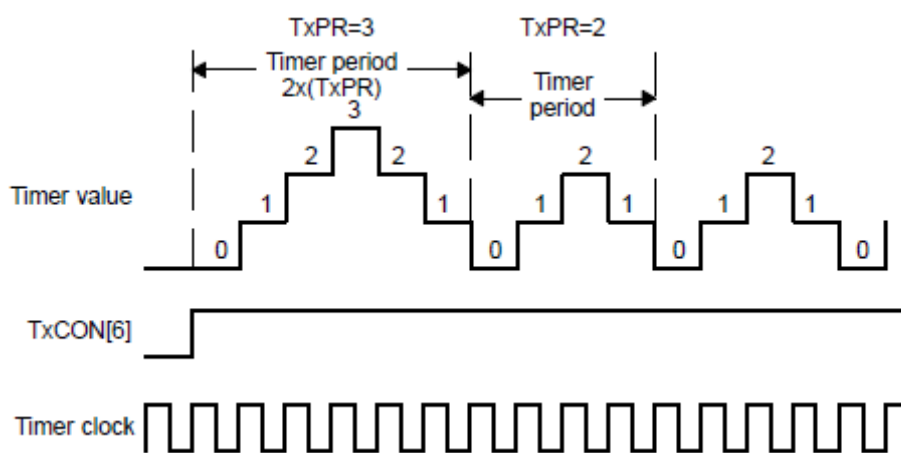 TxPR=3 TxPR=2
Timer period
2x(TxPR)
Timer
period
3
2 2 2 2
Timer value 1 1 1 1 1 1
0 0 0 0
TxCON[6]
Timer clock